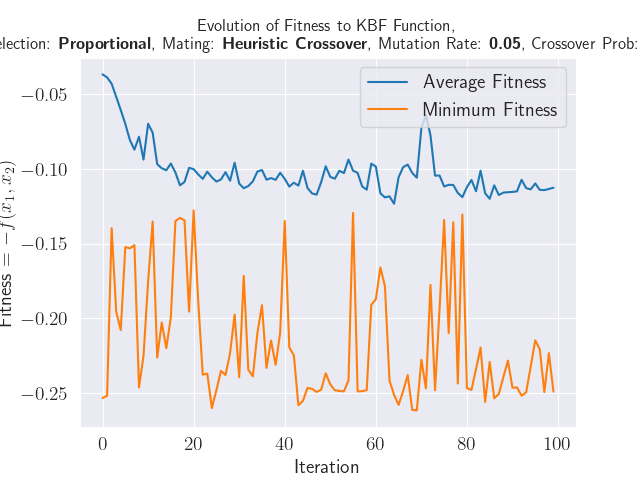 Evolution of Fitness to KBF Function,
election: Proportional, Mating: Heuristic Crossover, Mutation Rate: 0.05, Crossover Prob:
Average Fitness
Minimum Fitness
−0.05
−0.10
−0.15
−0.20
−0.25
Fitness = −f(x₁, x₂)
0 20 40 60 80 100
Iteration